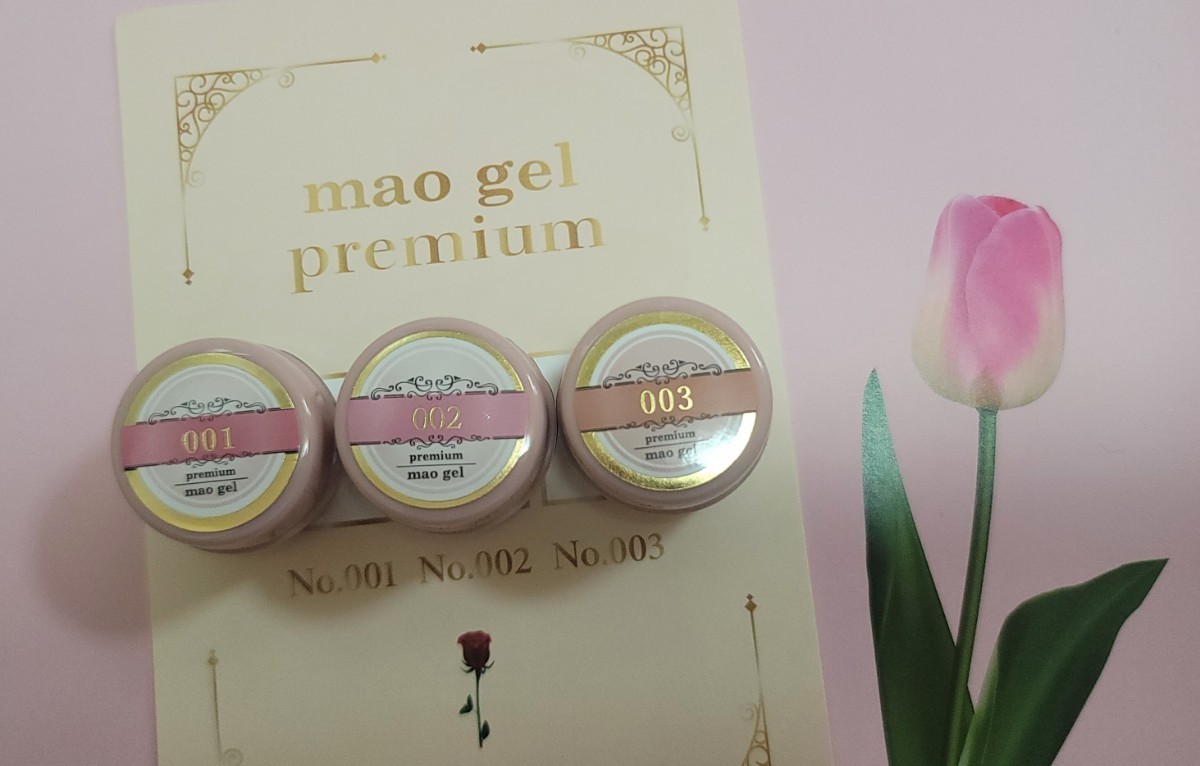 mao gel
premium
001
premium
mao gel
002
premium
mao gel
003
premium
mao gel
No.001 No.002 No.003